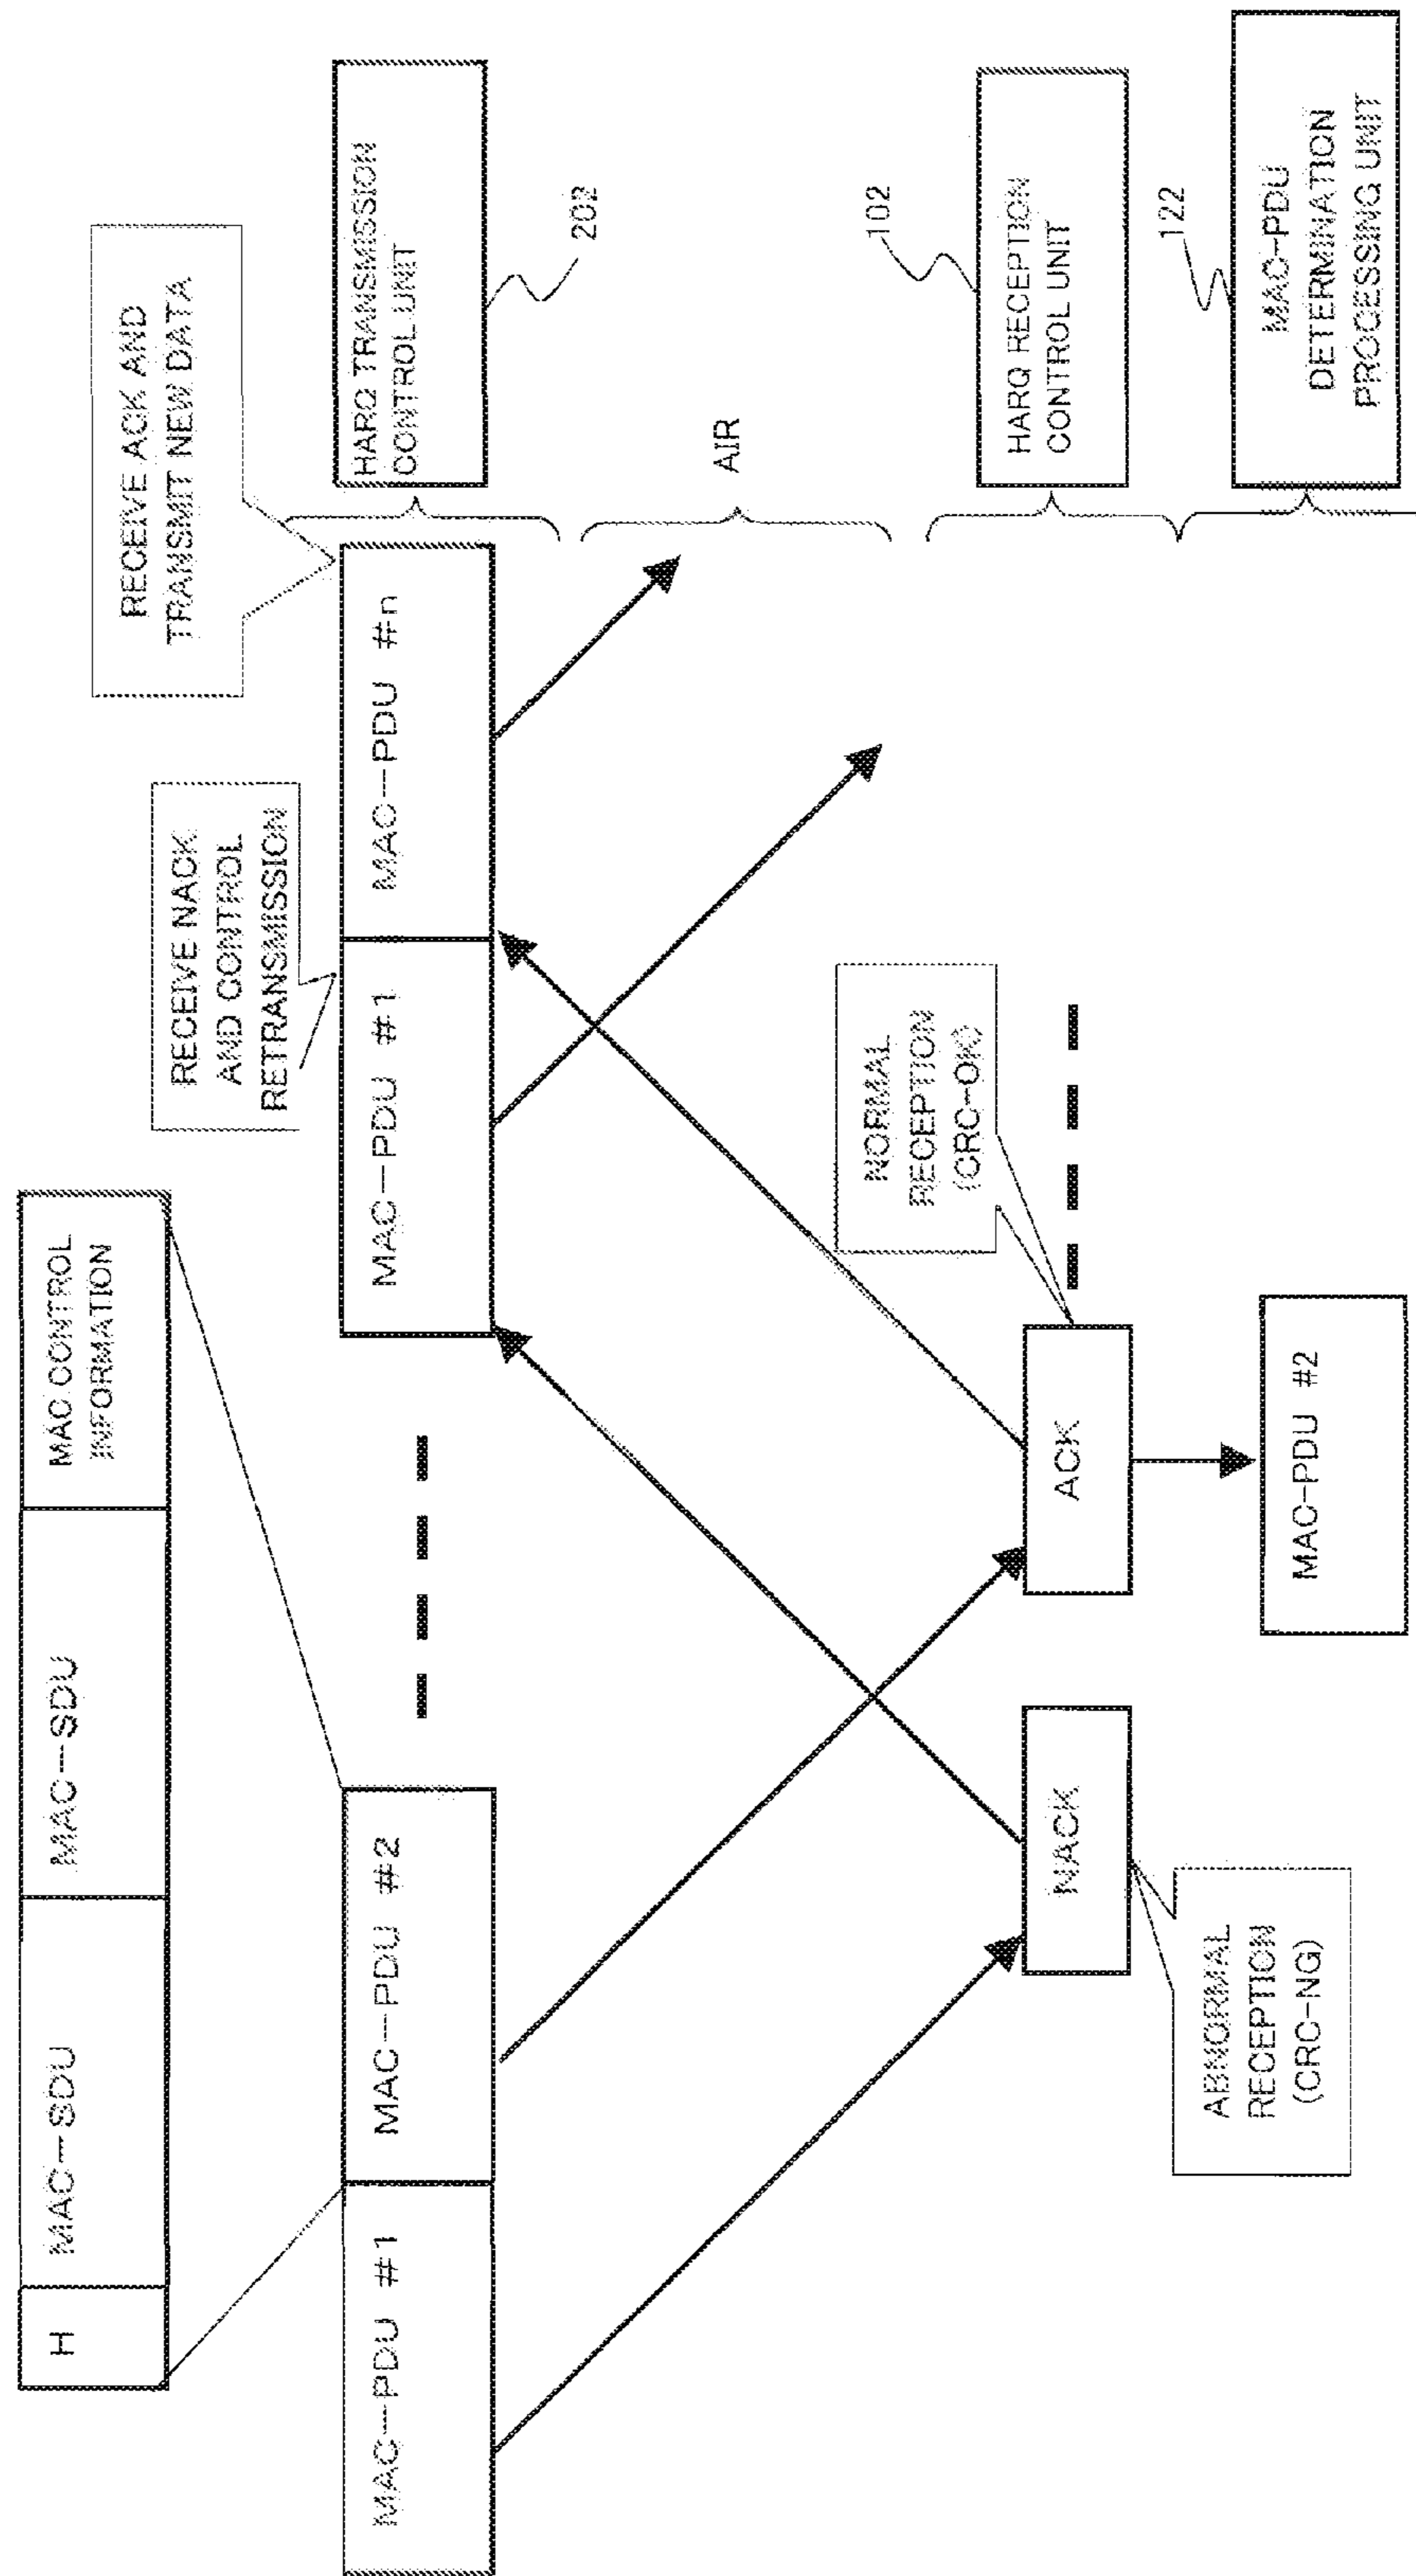 H
MAC-SDU
MAC-SDU
MAC CONTROL
INFORMATION
RECEIVE NACK
AND CONTROL
RETRANSMISSION
RECEIVE ACK AND
TRANSMIT NEW DATA
MAC-PDU #1
MAC-PDU #2
MAC-PDU #1
MAC-PDU #n
HARQ TRANSMISSION
CONTROL UNIT
202
AIR
NORMAL
RECEPTION
(CRC-OK)
102
NACK
ACK
HARQ RECEPTION
CONTROL UNIT
122
ABNORMAL
RECEPTION
(CRC-NG)
MAC-PDU #2
MAC-PDU
DETERMINATION
PROCESSING UNIT